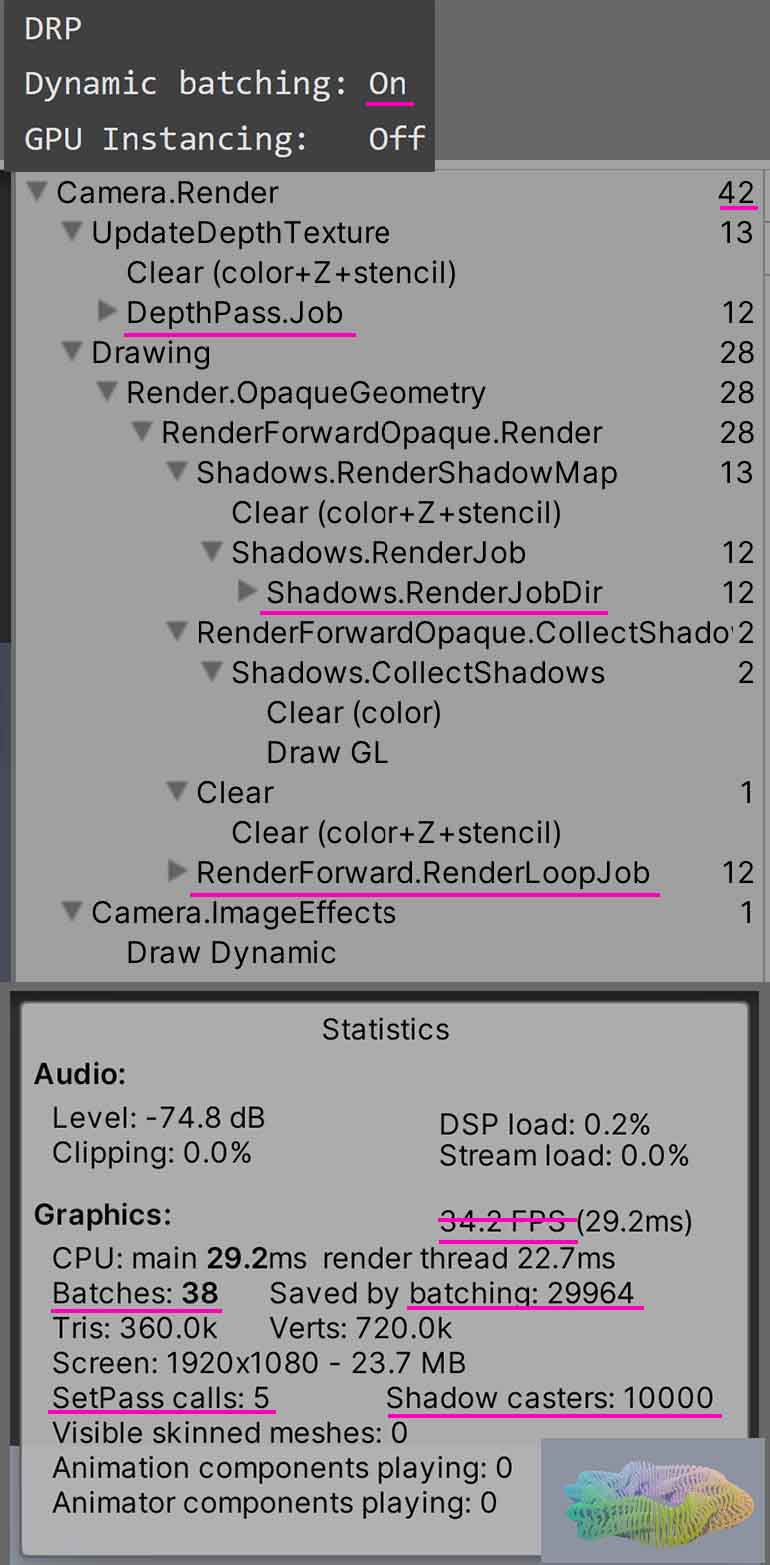 DRP
Dynamic batching: On
GPU Instancing: Off
Camera.Render 42
UpdateDepthTexture 13
Clear (color+Z+stencil)
DepthPass.Job 12
Drawing 28
Render.OpaqueGeometry 28
RenderForwardOpaque.Render 28
Shadows.RenderShadowMap 13
Clear (color+Z+stencil)
Shadows.RenderJob 12
Shadows.RenderJobDir 12
RenderForwardOpaque.CollectShado 2
Shadows.CollectShadows 2
Clear (color)
Draw GL
Clear 1
Clear (color+Z+stencil)
RenderForward.RenderLoopJob 12
Camera.ImageEffects 1
Draw Dynamic
Statistics
Audio:
Level: -74.8 dB DSP load: 0.2%
Clipping: 0.0% Stream load: 0.0%
Graphics: 34.2 FPS (29.2ms)
CPU: main 29.2ms render thread 22.7ms
Batches: 38 Saved by batching: 29964
Tris: 360.0k Verts: 720.0k
Screen: 1920x1080 - 23.7 MB
SetPass calls: 5 Shadow casters: 10000
Visible skinned meshes: 0
Animation components playing: 0
Animator components playing: 0